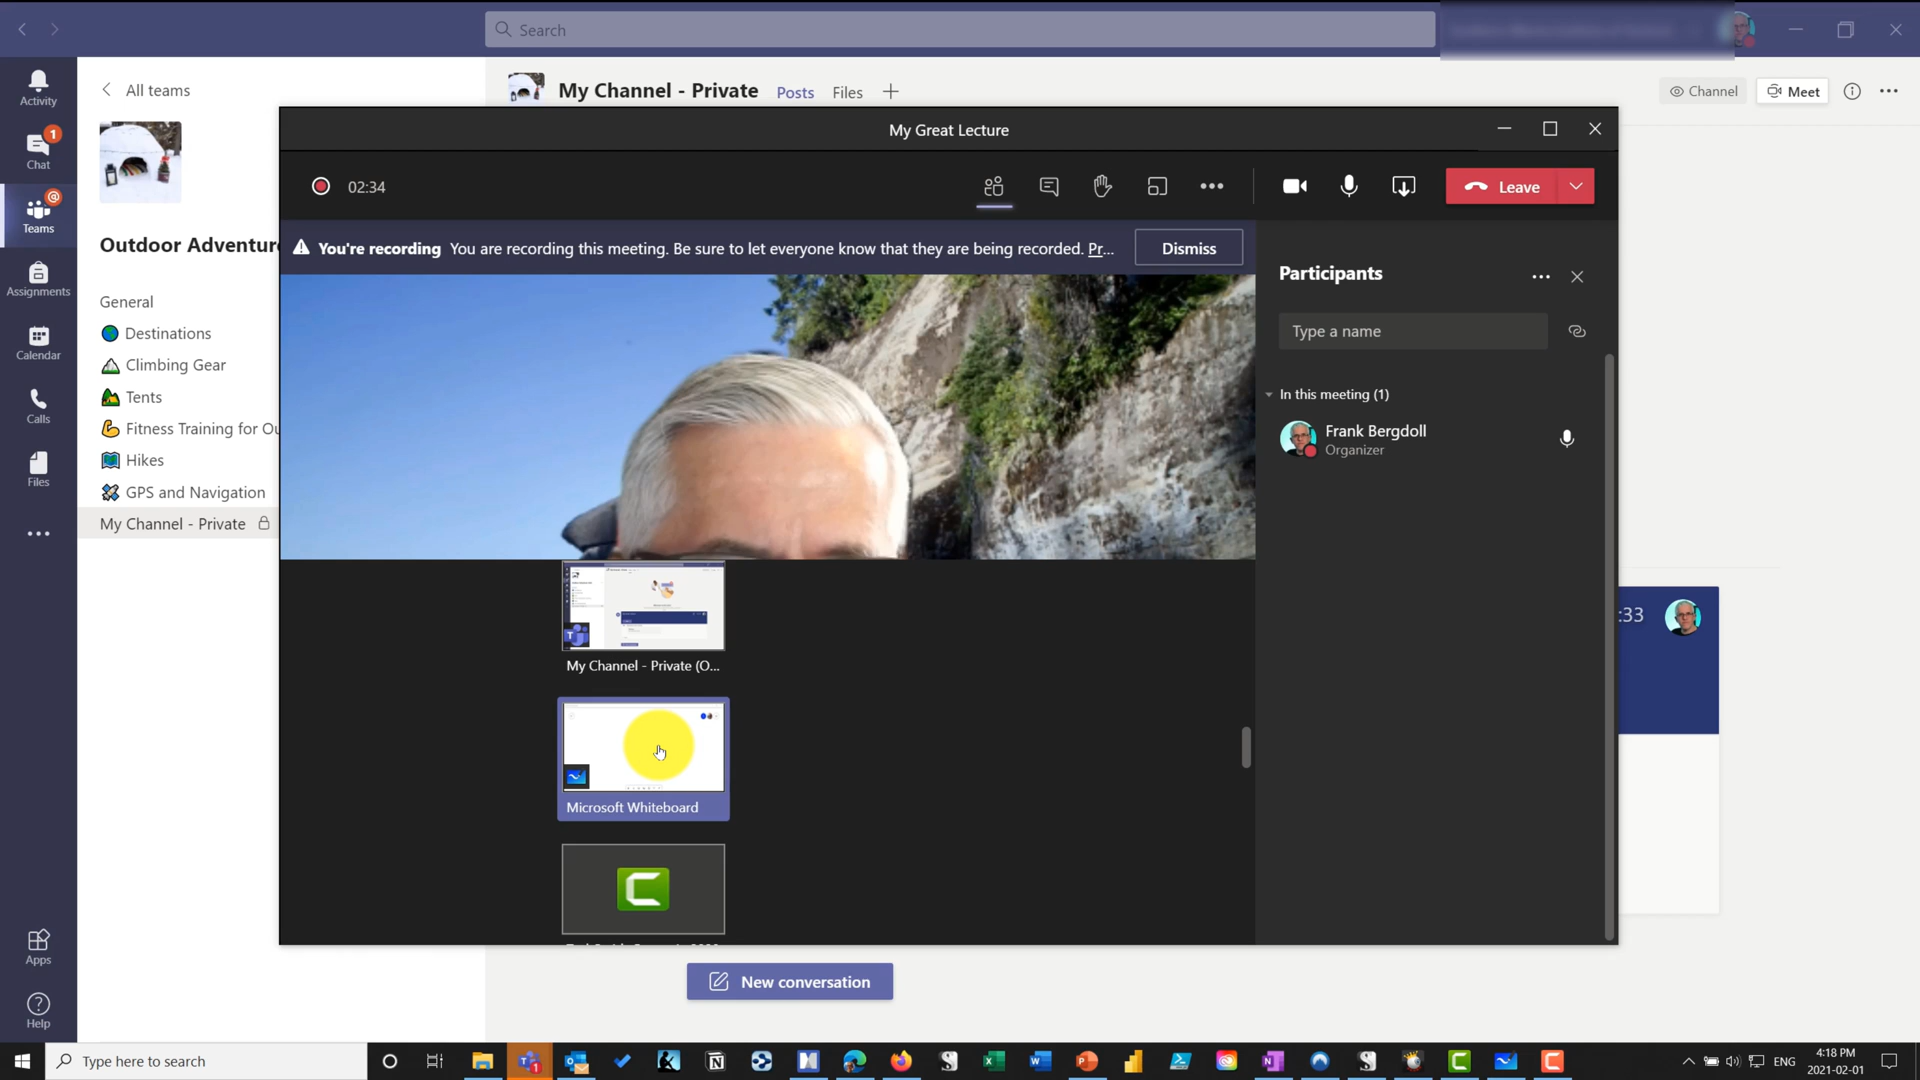 Search
Activity
Chat
1
Teams
@
Assignments
Calendar
Calls
Files
Apps
Help
All teams
Outdoor Adventur
General
Destinations
Climbing Gear
Tents
Fitness Training for Ou
Hikes
GPS and Navigation
My Channel - Private
My Channel - Private
Posts
Files
Channel
Meet
My Great Lecture
02:34
Leave
You're recording You are recording this meeting. Be sure to let everyone know that they are being recorded. Pr...
Dismiss
Participants
Type a name
In this meeting (1)
Frank Bergdoll
Organizer
My Channel - Private (O...
Microsoft Whiteboard
:33
New conversation
Type here to search
ENG
4:18 PM
2021-02-01